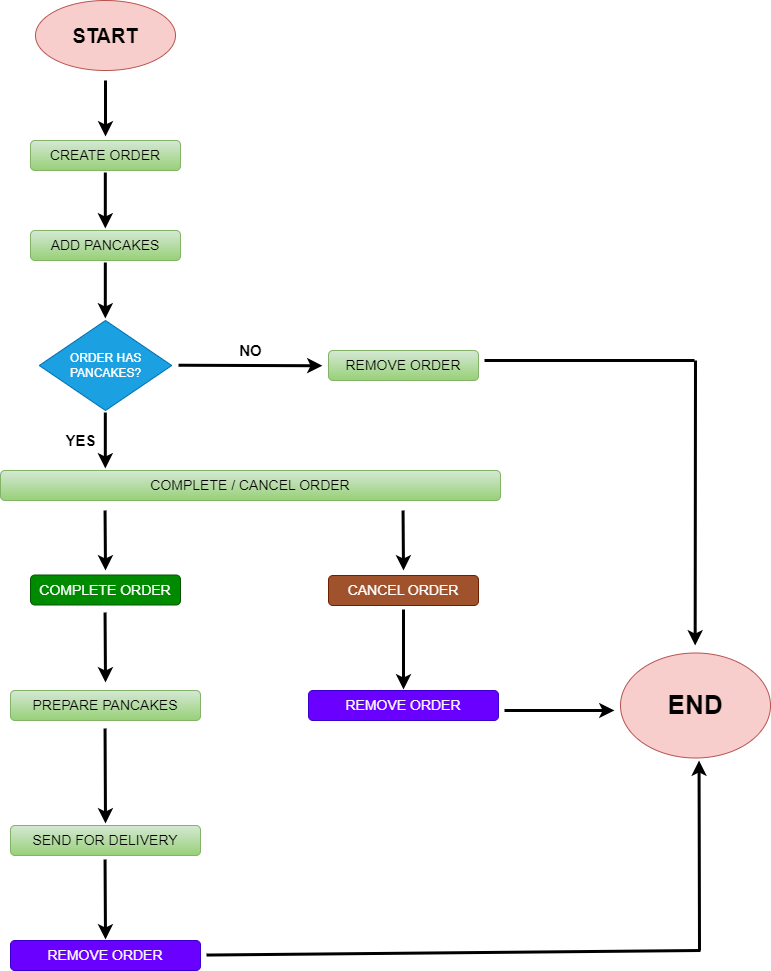 START
CREATE ORDER
ADD PANCAKES
ORDER HAS
PANCAKES?
NO
REMOVE ORDER
YES
COMPLETE / CANCEL ORDER
COMPLETE ORDER
CANCEL ORDER
PREPARE PANCAKES
REMOVE ORDER
END
SEND FOR DELIVERY
REMOVE ORDER